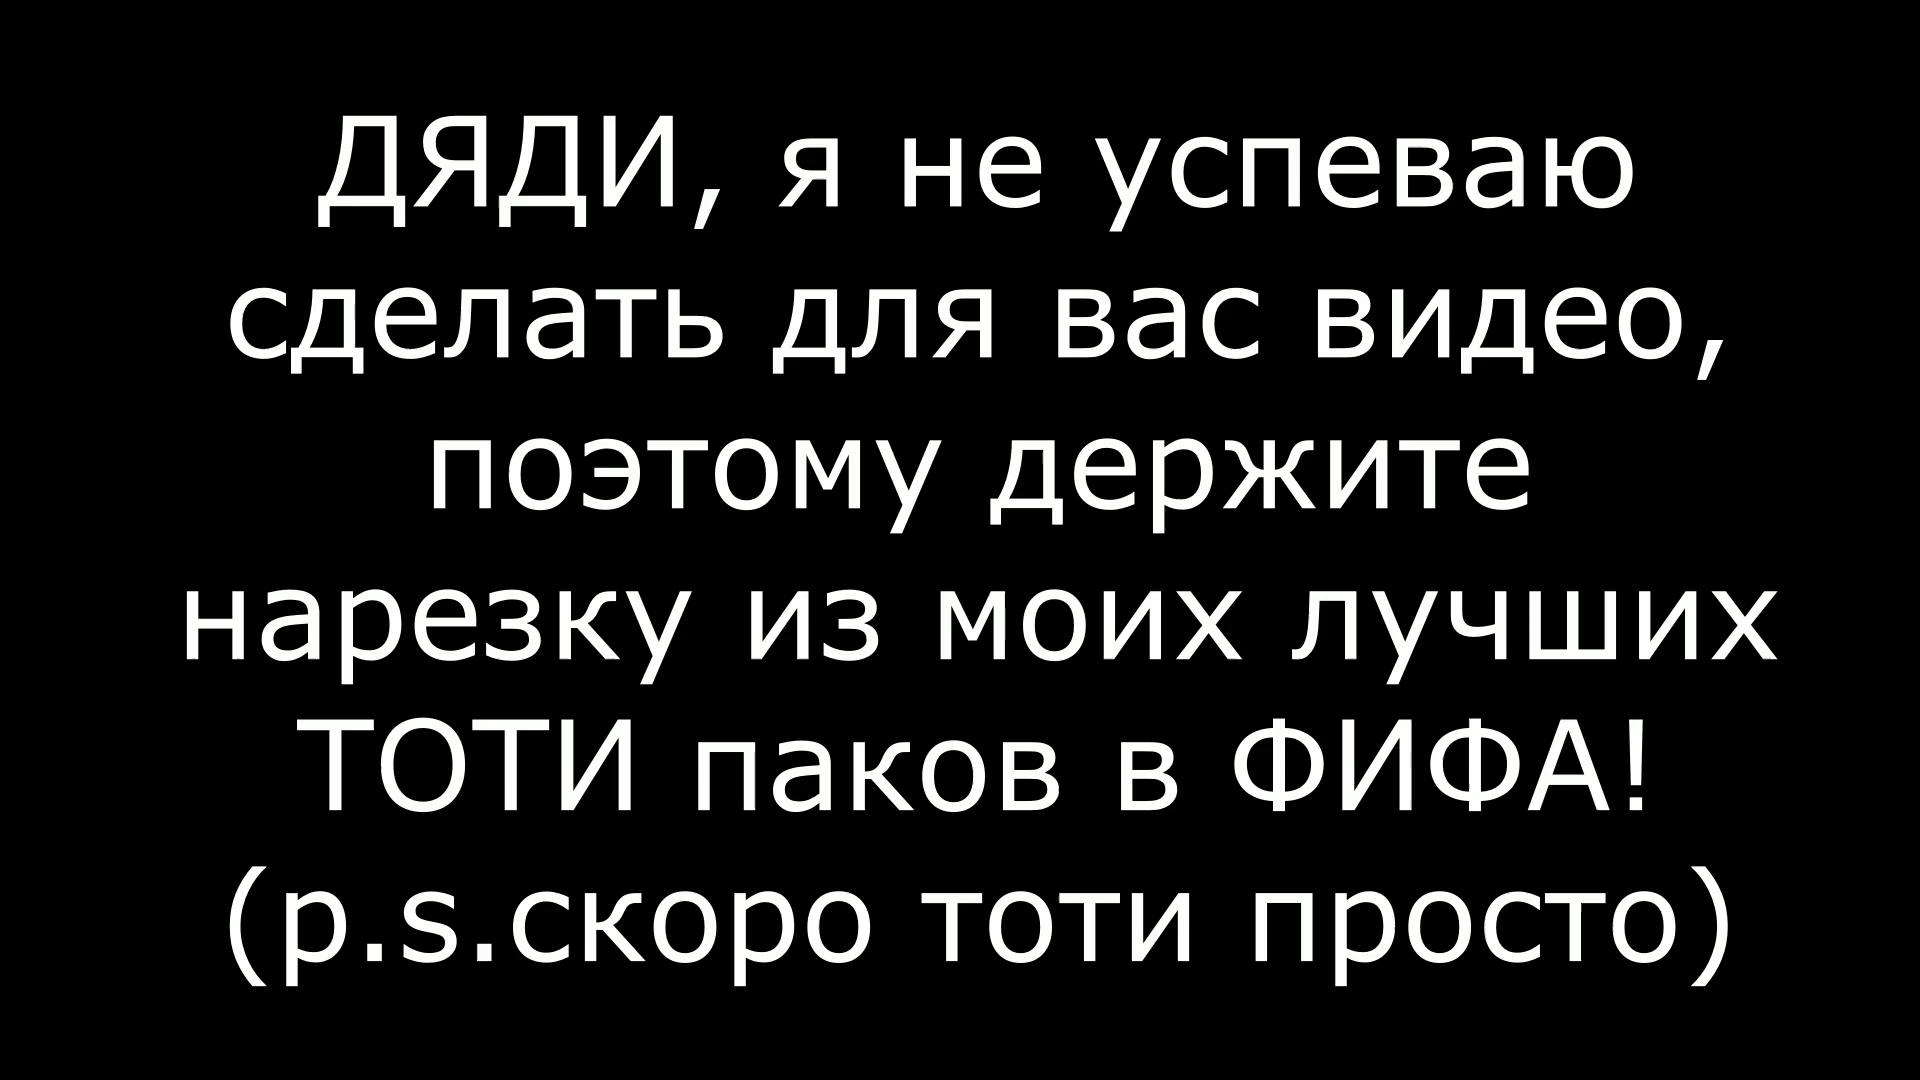 ДЯДИ, я не успеваю
сделать для вас видео,
поэтому держите
нарезку из моих лучших
ТОТИ паков в ФИФА!
(p.s.скоро тоти просто)